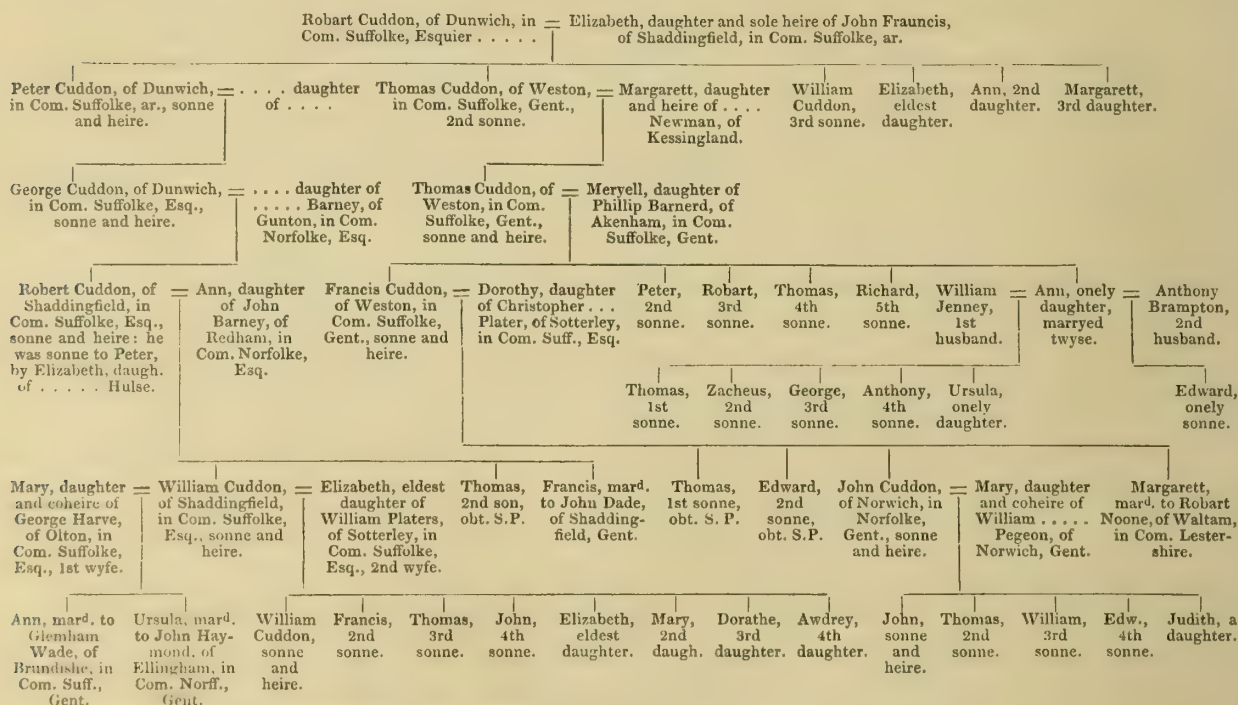 Robart Cuddon, of Dunwich, in = Elizabeth, daughter and sole heire of John Frauncis,
Com. Suffolke, Esquier . . . . . of Shaddingfield, in Com. Suffolke, ar.
Peter Cuddon, of Dunwich,
in Com. Suffolke, ar., sonne
and heire.
= . . . . daughter
of . . . .
Thomas Cuddon, of Weston,
in Com. Suffolke, Gent.,
2nd sonne.
= Margarett, daughter
and heire of . . . .
Newman, of
Kessingland.
William
Cuddon,
3rd sonne.
Elizabeth,
eldest
daughter.
Ann, 2nd
daughter.
Margarett,
3rd daughter.
George Cuddon, of Dunwich,
in Com. Suffolke, Esq.,
sonne and heire.
= . . . . daughter of
. . . . . Barney, of
Gunton, in Com.
Norfolke, Esq.
Thomas Cuddon, of
Weston, in Com.
Suffolke, Gent.,
sonne and heire.
= Meryell, daughter of
Phillip Barnerd, of
Akenham, in Com.
Suffolke, Gent.
Robert Cuddon, of
Shaddingfield, in
Com. Suffolke, Esq.,
sonne and heire: he
was sonne to Peter,
by Elizabeth, daugh.
of . . . . . Hulse.
= Ann, daughter
of John
Barney, of
Redham, in
Com. Norfolke,
Esq.
Francis Cuddon,
of Weston, in
Com. Suffolke,
Gent., sonne and
heire.
= Dorothy, daughter
of Christopher . . .
Plater, of Sotterley,
in Com. Suff., Esq.
Peter,
2nd
sonne.
Robart,
3rd
sonne.
Thomas,
4th
sonne.
Richard,
5th
sonne.
William
Jenney,
1st
husband.
= Ann, onely
daughter,
marryed
twyse.
= Anthony
Brampton,
2nd
husband.
Thomas,
1st
sonne.
Zacheus,
2nd
sonne.
George,
3rd
sonne.
Anthony,
4th
sonne.
Ursula,
onely
daughter.
Edward,
onely
sonne.
Mary, daughter
and coheire of
George Harve,
of Olton, in
Com. Suffolke,
Esq., 1st wyfe.
= William Cuddon,
of Shaddingfield,
in Com. Suffolke,
Esq., sonne and
heire.
= Elizabeth, eldest
daughter of
William Platers,
of Sotterley, in
Com. Suffolke,
Esq., 2nd wyfe.
Thomas,
2nd son,
obt. S.P.
Francis, mard.
to John Dade,
of Shadding-
field, Gent.
Thomas,
1st sonne,
obt. S. P.
Edward,
2nd
sonne,
obt. S.P.
John Cuddon,
of Norwich, in
Norfolke,
Gent., sonne
and heire.
= Mary, daughter
and coheire of
William . . . . .
Pegeon, of
Norwich, Gent.
Margarett,
mard. to Robart
Noone, of Waltam,
in Com. Lester-
shire.
Ann, mard. to
Glemham
Wade, of
Brundishe, in
Com. Suff.,
Gent.
Ursula, mard.
to John Hay-
mond, of
Ellingham, in
Com. Norff.,
Gent.
William
Cuddon,
sonne
and
heire.
Francis,
2nd
sonne.
Thomas,
3rd
sonne.
John,
4th
sonne.
Elizabeth,
eldest
daughter.
Mary,
2nd
daugh.
Dorathe,
3rd
daughter.
Awdrey,
4th
daughter.
John,
sonne
and
heire.
Thomas,
2nd
sonne.
William,
3rd
sonne.
Edw.,
4th
sonne.
Judith, a
daughter.